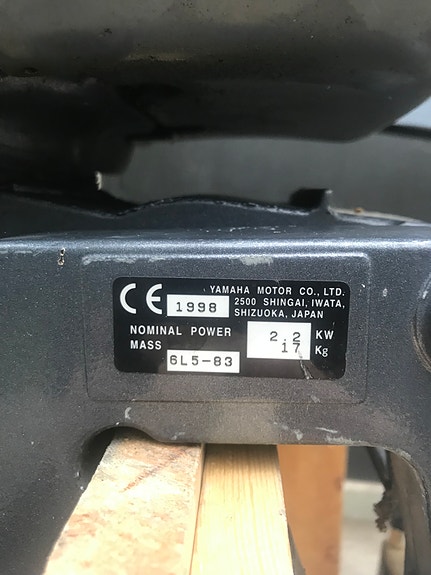 CE 1998 YAMAHA MOTOR CO., LTD.
2500 SHINGAI, IWATA,
SHIZUOKA, JAPAN
NOMINAL POWER 2.2 KW
MASS 17 Kg
6L5-83